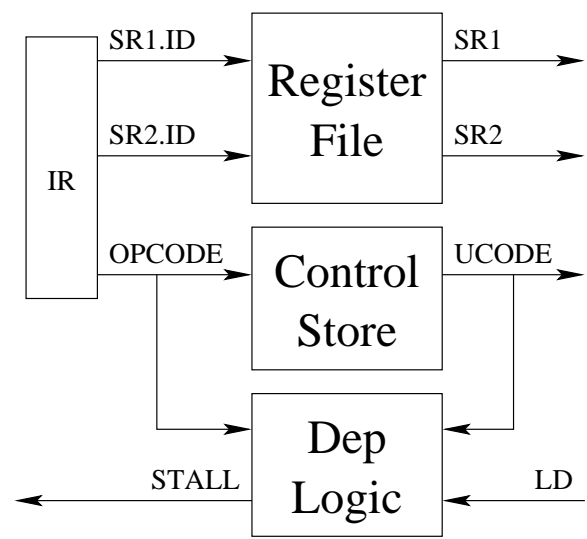 SR1.ID
SR1
Register
File
SR2.ID
SR2
IR
OPCODE
UCODE
Control
Store
Dep
Logic
STALL
LD